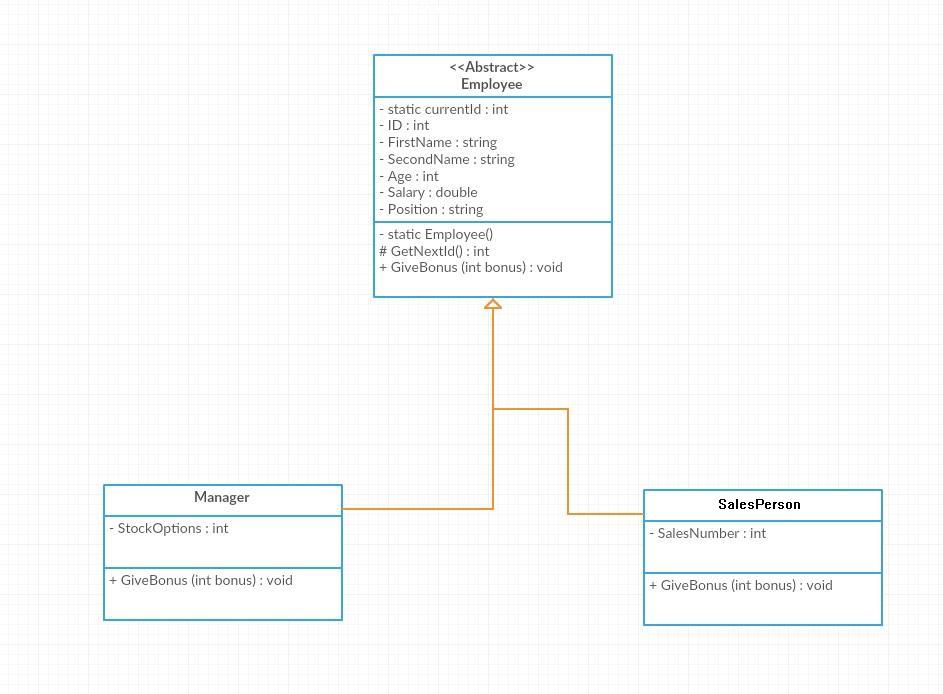 <<Abstract>>
Employee
- static currentId : int
- ID : int
- FirstName : string
- SecondName : string
- Age : int
- Salary : double
- Position : string
- static Employee()
# GetNextId() : int
+ GiveBonus (int bonus) : void
Manager
- StockOptions : int
+ GiveBonus (int bonus) : void
SalesPerson
- SalesNumber : int
+ GiveBonus (int bonus) : void